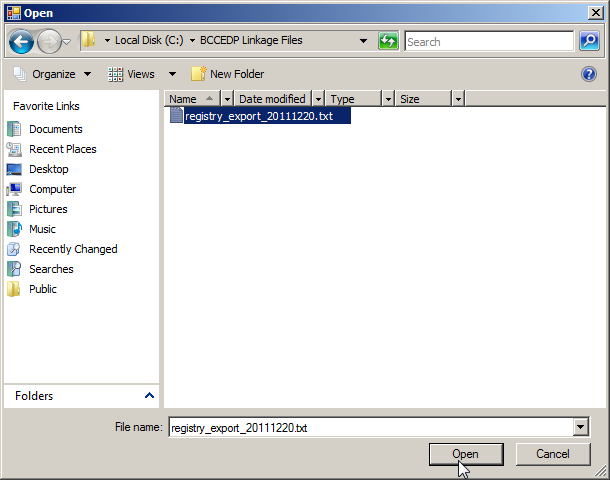 Open
Local Disk (C:) BCCEDP Linkage Files Search
Organize Views New Folder
Favorite Links
Documents
Recent Places
Desktop
Computer
Pictures
Music
Recently Changed
Searches
Public
Folders
Name Date modified Type Size
registry_export_20111220.txt
File name: registry_export_20111220.txt
Open Cancel